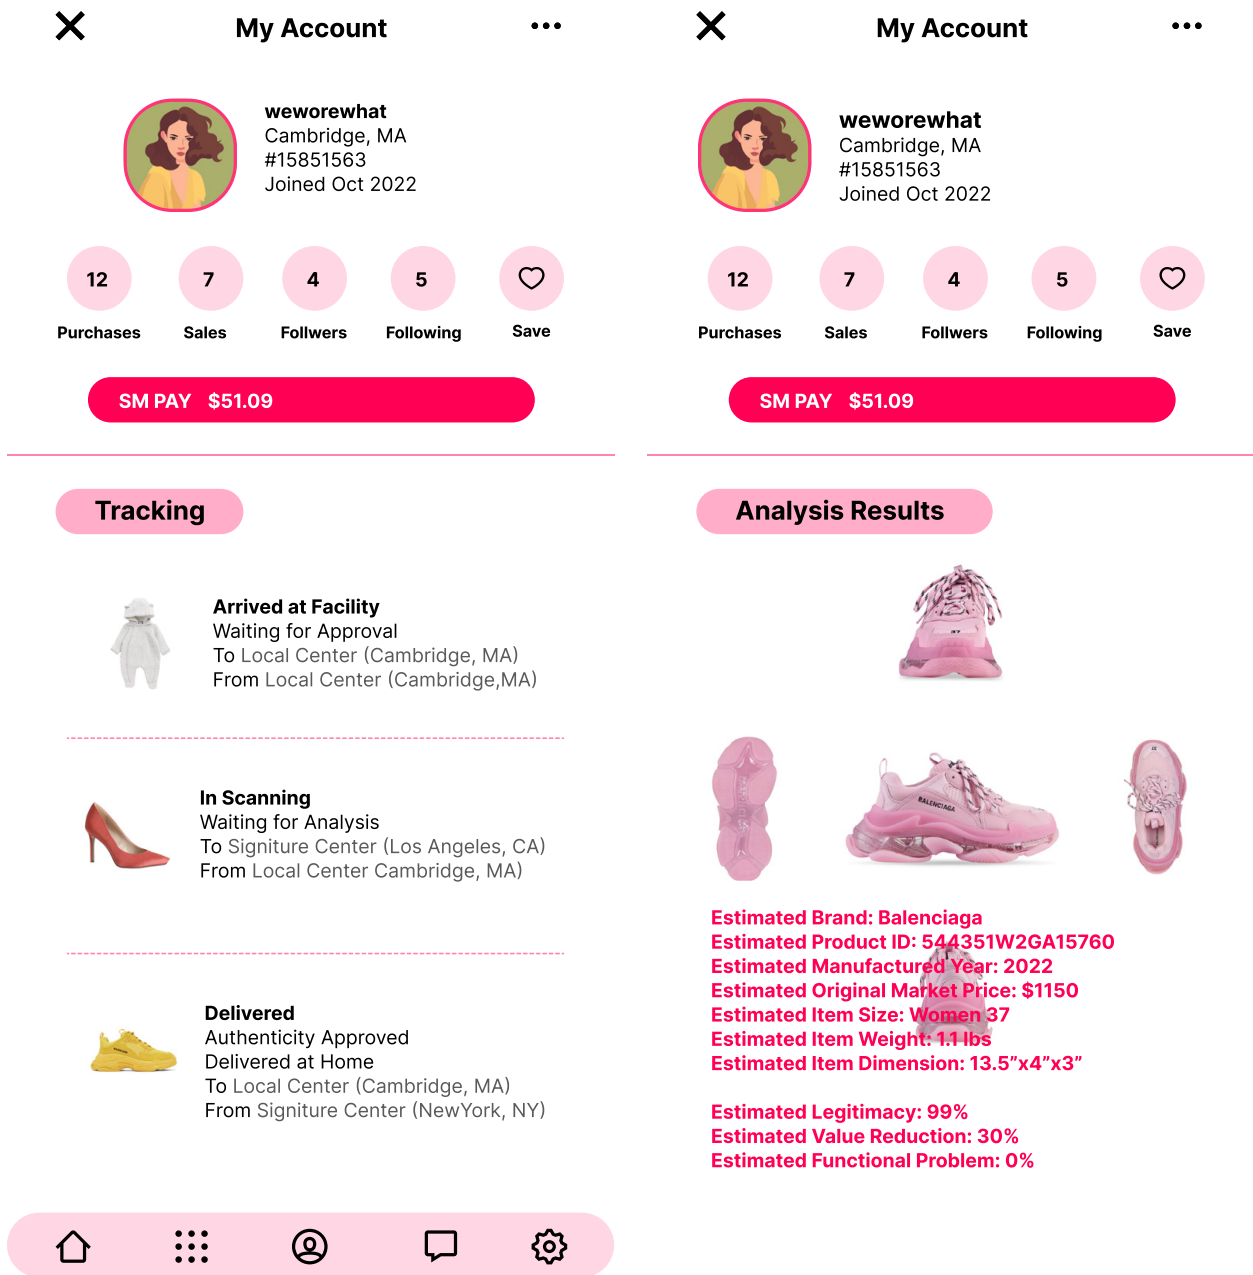 My Account
weworewhat
Cambridge, MA
#15851563
Joined Oct 2022
12
7
4
5
Purchases
Sales
Follwers
Following
Save
SM PAY $51.09
Tracking
Arrived at Facility
Waiting for Approval
To Local Center (Cambridge, MA)
From Local Center (Cambridge,MA)
In Scanning
Waiting for Analysis
To Signiture Center (Los Angeles, CA)
From Local Center Cambridge, MA)
Delivered
Authenticity Approved
Delivered at Home
To Local Center (Cambridge, MA)
From Signiture Center (NewYork, NY)
My Account
weworewhat
Cambridge, MA
#15851563
Joined Oct 2022
12
7
4
5
Purchases
Sales
Follwers
Following
Save
SM PAY $51.09
Analysis Results
37
BALENCIAGA
Estimated Brand: Balenciaga
Estimated Product ID: 544351W2GA15760
Estimated Manufactured Year: 2022
Estimated Original Market Price: $1150
Estimated Item Size: Women 37
Estimated Item Weight: 1.1 lbs
Estimated Item Dimension: 13.5”x4”x3”
Estimated Legitimacy: 99%
Estimated Value Reduction: 30%
Estimated Functional Problem: 0%